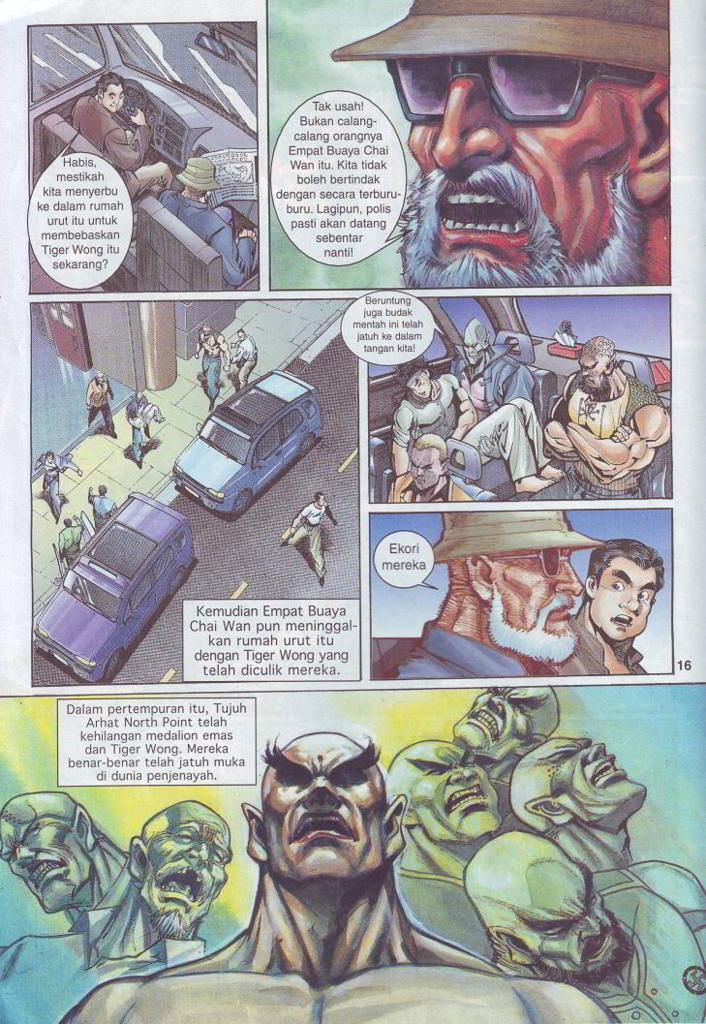 Habis,
mestikah
kita menyerbu
ke dalam rumah
urut itu untuk
membebaskan
Tiger Wong itu
sekarang?
Tak usah!
Bukan calang-
calang orangnya
Empat Buaya Chai
Wan itu. Kita tidak
boleh bertindak
dengan secara terburu-
buru. Lagipun, polis
pasti akan datang
sebentar
nanti!
Kemudian Empat Buaya
Chai Wan pun meninggal-
kan rumah urut itu
dengan Tiger Wong yang
telah diculik mereka.
Beruntung
juga budak
mentah ini telah
jatuh ke dalam
tangan kita!
Ekori
mereka
16
Dalam pertempuran itu, Tujuh
Arhat North Point telah
kehilangan medalion emas
dan Tiger Wong. Mereka
benar-benar telah jatuh muka
di dunia penjenayah.